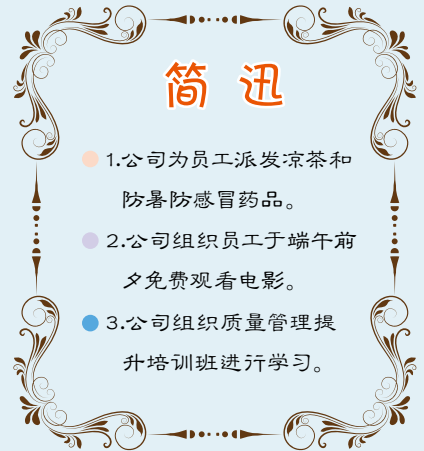 简迅
1.公司为员工派发凉茶和
防暑防感冒药品。
2.公司组织员工于端午前
夕免费观看电影。
3.公司组织质量管理提
升培训班进行学习。